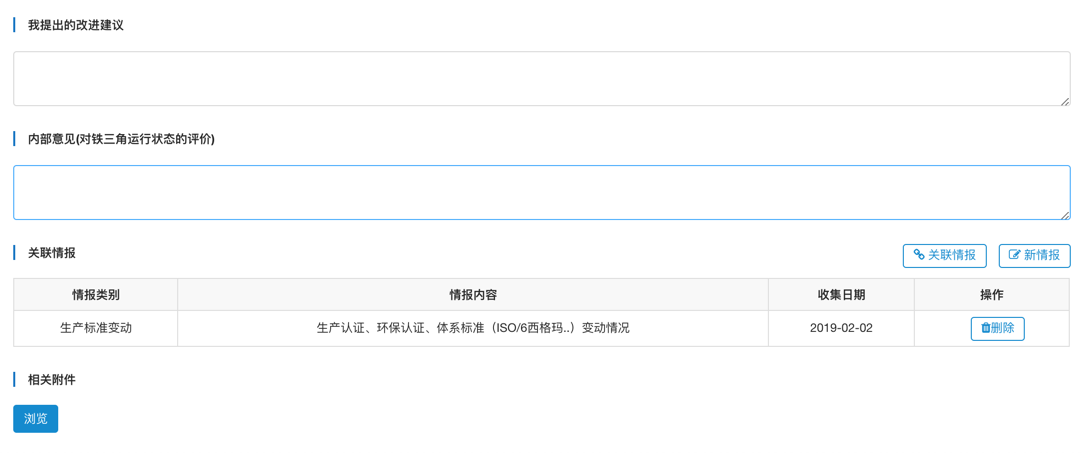 我提出的改进建议
内部意见(对铁三角运行状态的评价)
关联情报 关联情报 新情报
情报类别 情报内容 收集日期 操作
生产标准变动 生产认证、环保认证、体系标准（ISO/6西格玛..）变动情况 2019-02-02 删除
相关附件
浏览